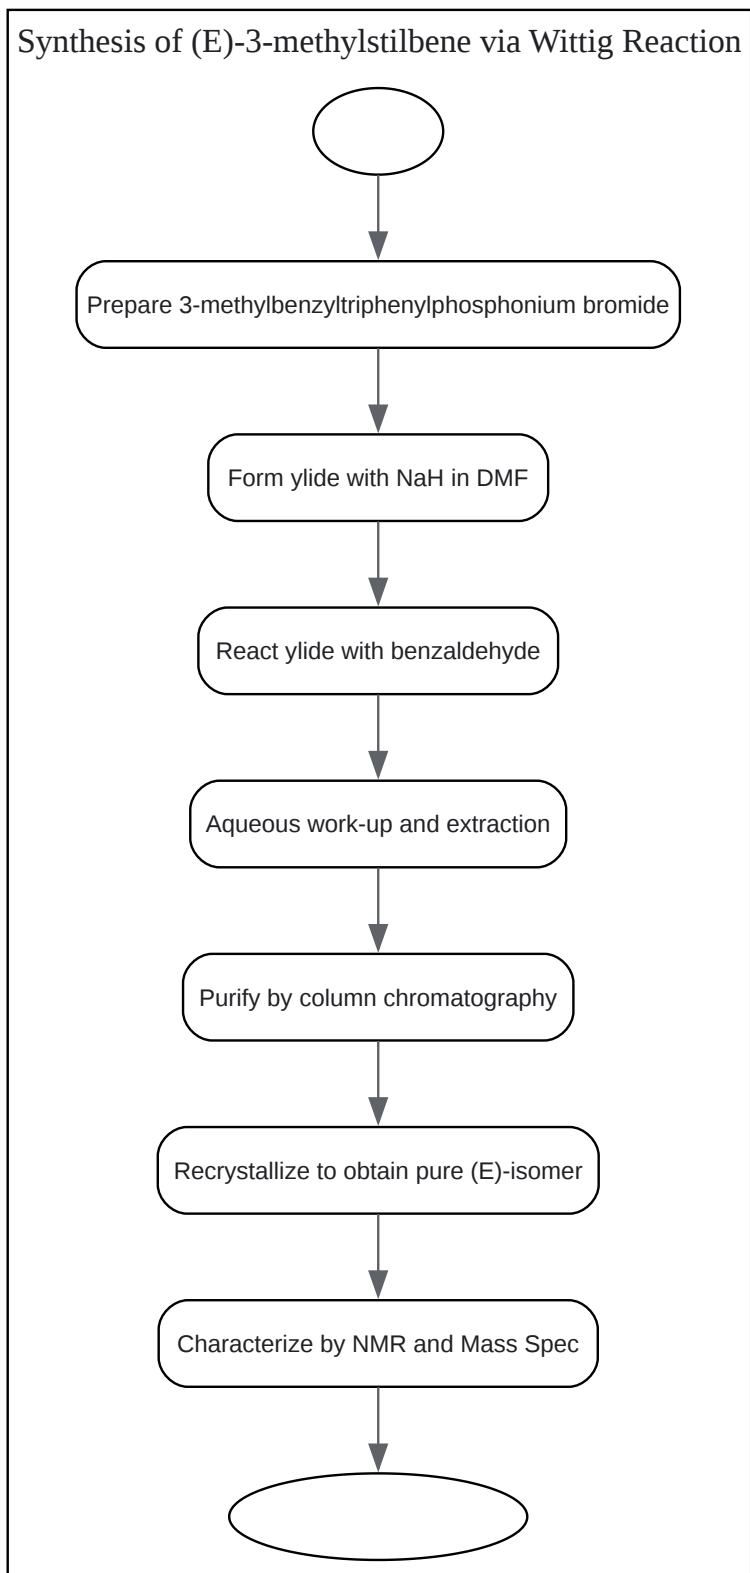 Synthesis of (E)-3-methylstilbene via Wittig Reaction
Prepare 3-methylbenzyltriphenylphosphonium bromide
Form ylide with NaH in DMF
React ylide with benzaldehyde
Aqueous work-up and extraction
Purify by column chromatography
Recrystallize to obtain pure (E)-isomer
Characterize by NMR and Mass Spec